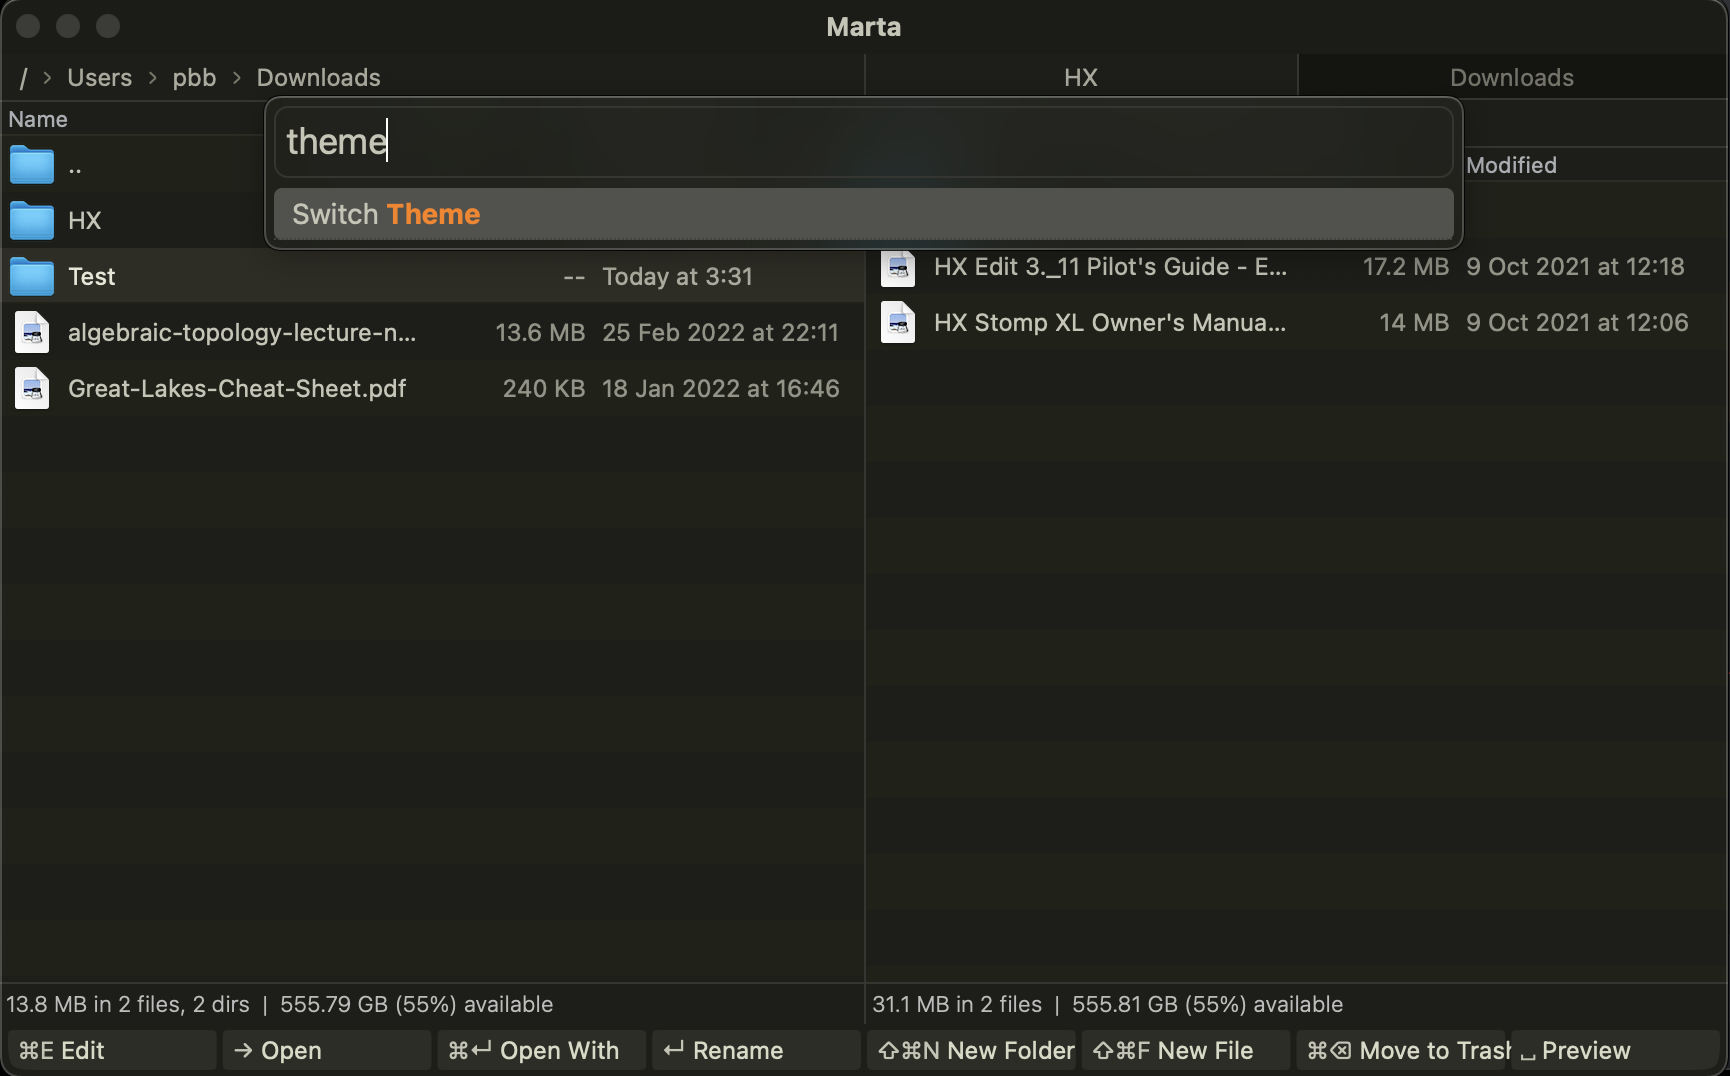 Marta
/ › Users › pbb › Downloads
HX
Downloads
theme
Switch Theme
Name
..
HX
Test -- Today at 3:31
algebraic-topology-lecture-n... 13.6 MB 25 Feb 2022 at 22:11
Great-Lakes-Cheat-Sheet.pdf 240 KB 18 Jan 2022 at 16:46
Modified
HX Edit 3._11 Pilot's Guide - E... 17.2 MB 9 Oct 2021 at 12:18
HX Stomp XL Owner's Manua... 14 MB 9 Oct 2021 at 12:06
13.8 MB in 2 files, 2 dirs | 555.79 GB (55%) available
31.1 MB in 2 files | 555.81 GB (55%) available
⌘E Edit → Open ⌘↵ Open With ↵ Rename ⇧⌘N New Folder ⇧⌘F New File ⌘⌫ Move to Trash ␣ Preview